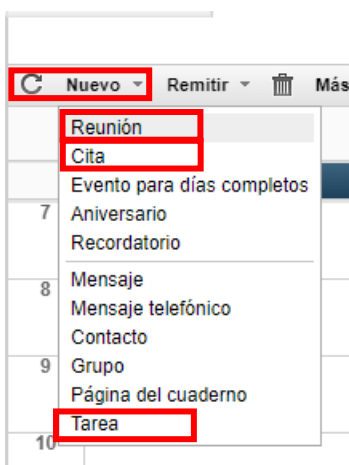 Nuevo Remitir Más
Reunión
Cita
Evento para días completos
7 Aniversario
Recordatorio
8 Mensaje
Mensaje telefónico
Contacto
9 Grupo
Página del cuaderno
Tarea
10